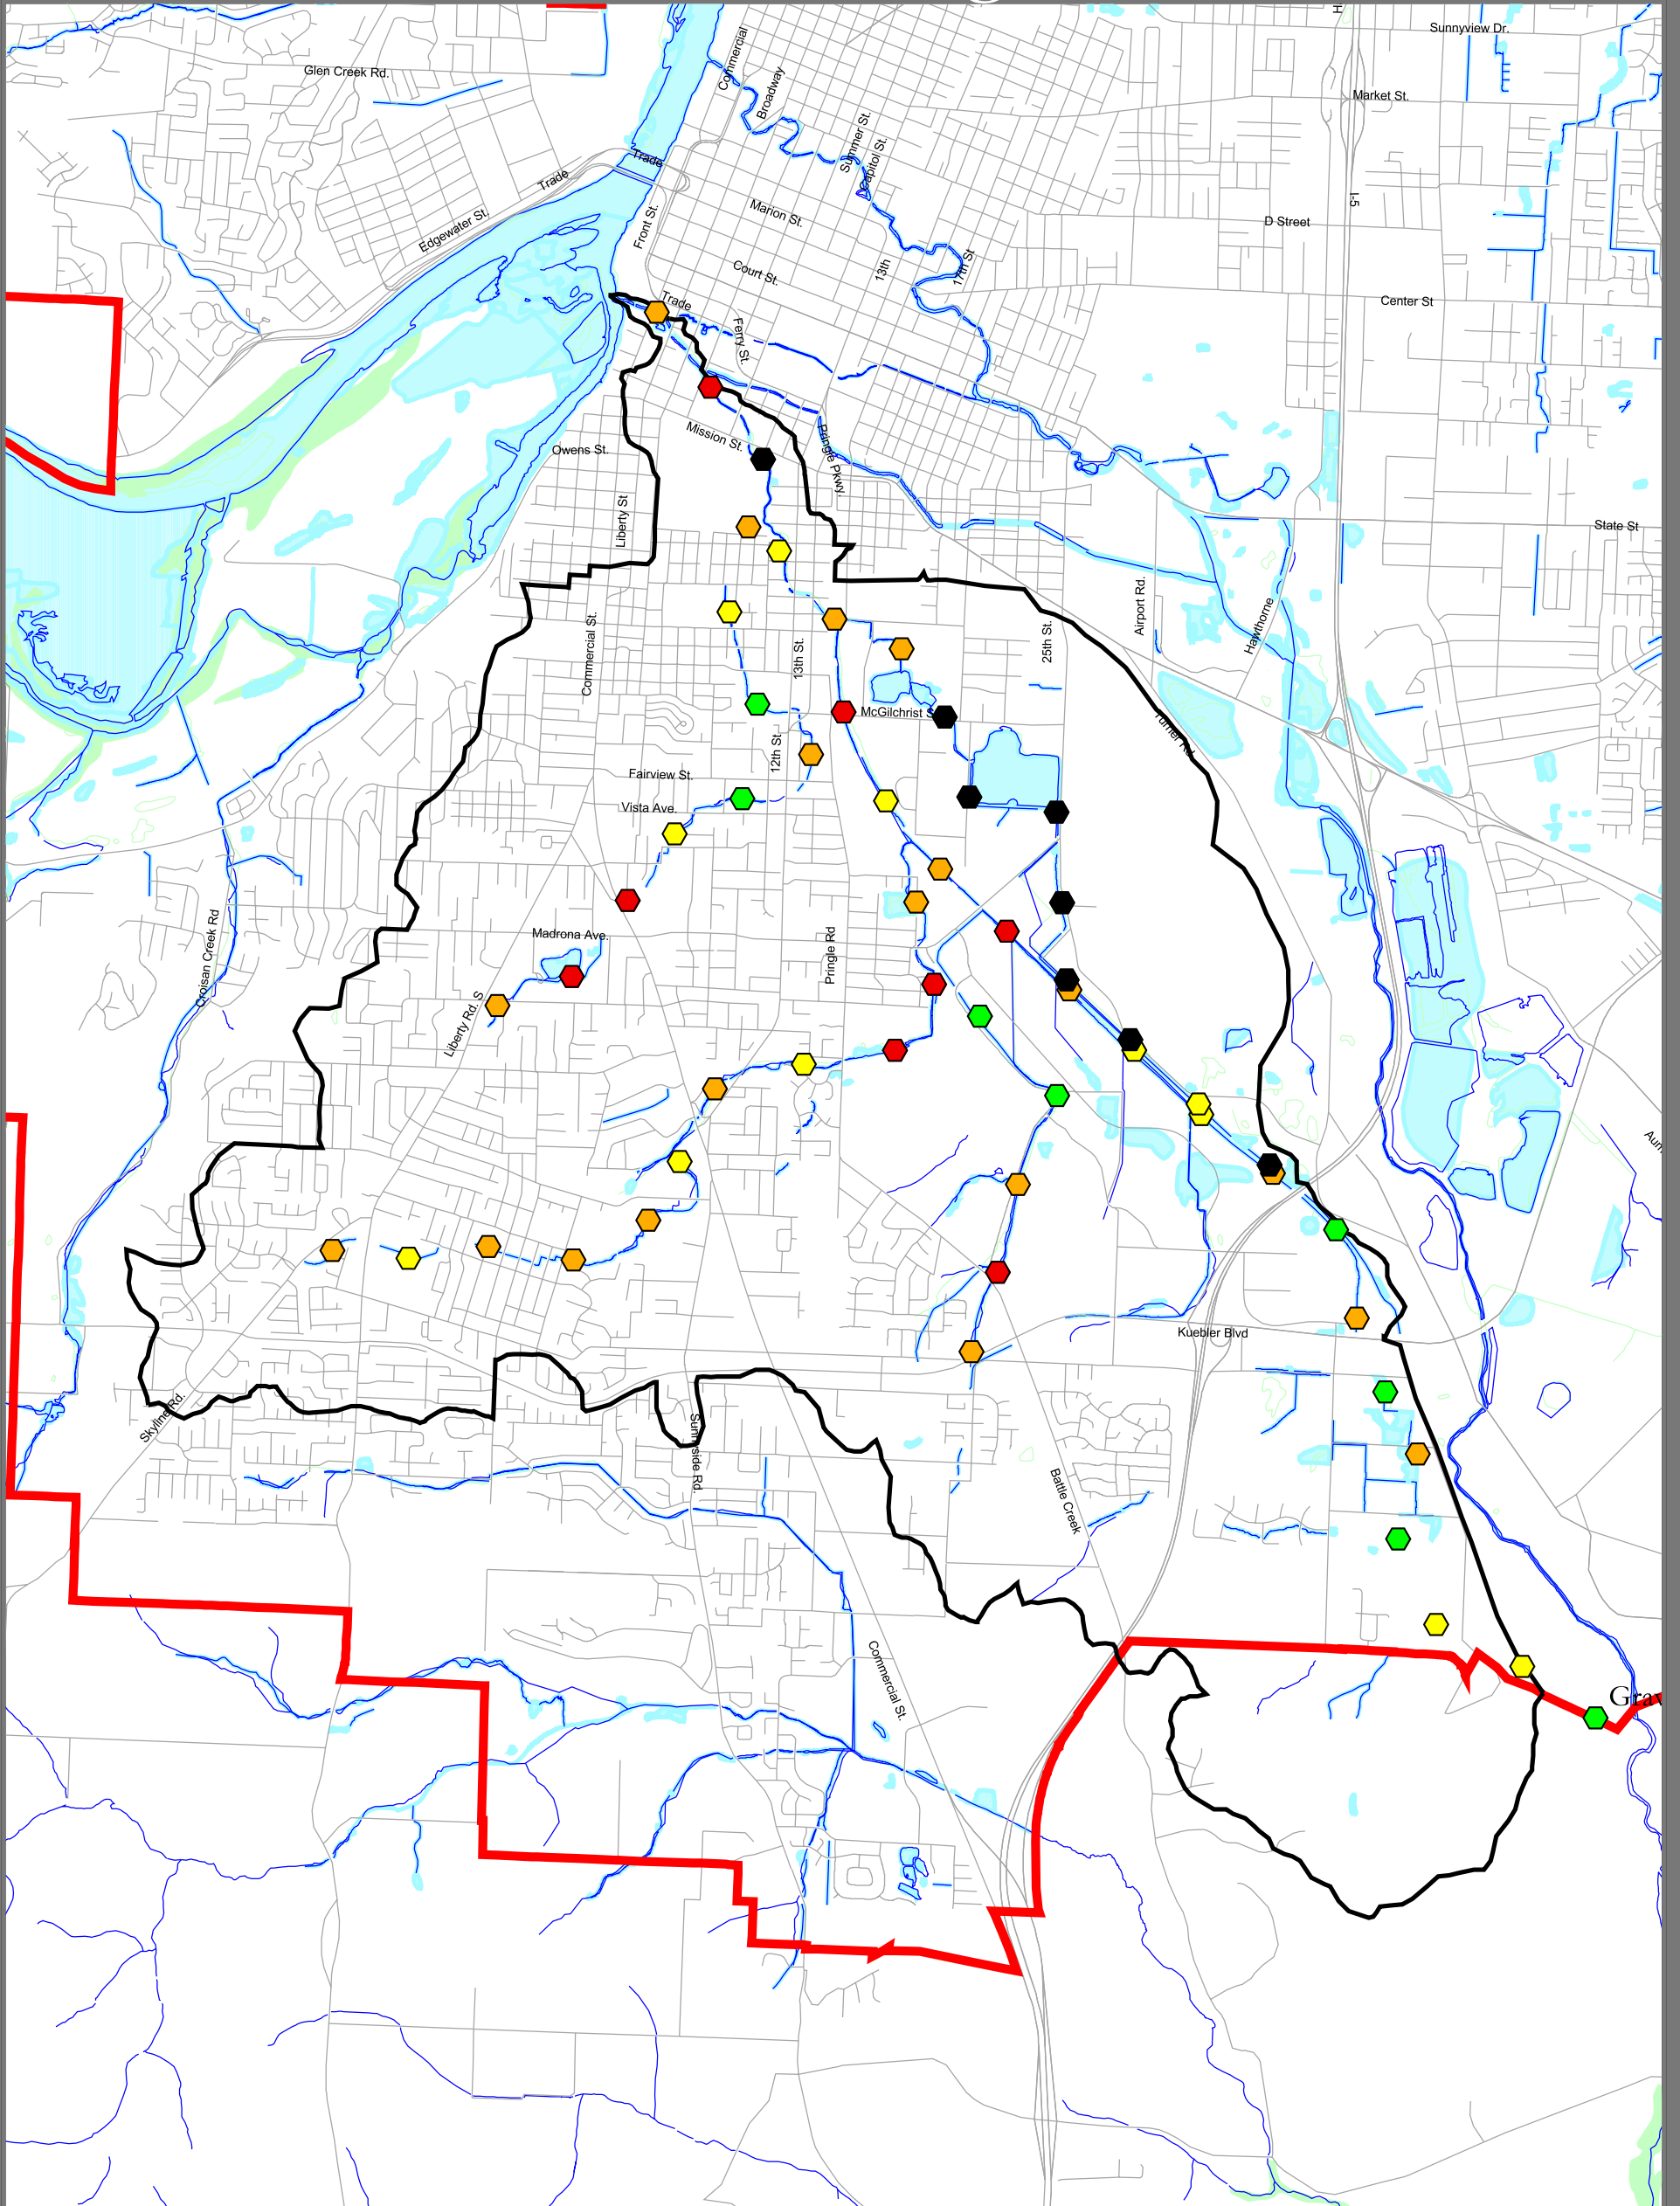 Sunnyview Dr.
Glen Creek Rd.
Commercial
Broadway
Market St.
Summer St.
Capitol St.
Trade
Trade
I-5
Edgewater St.
Front St.
Marion St.
D Street
Court St.
13th
17th St
Center St
Trade
Ferry St.
Mission St.
Owens St.
Pringle Pkwy.
Liberty St
State St
Airport Rd.
Hawthorne
25th St.
Commercial St.
13th St.
McGilchrist S
Turner Rd
12th St.
Fairview St.
Vista Ave.
Madrona Ave.
Croisan Creek Rd
Pringle Rd
Liberty Rd. S
Kuebler Blvd
Skyline Rd.
Sunnyside Rd.
Battle Creek
Commercial St.